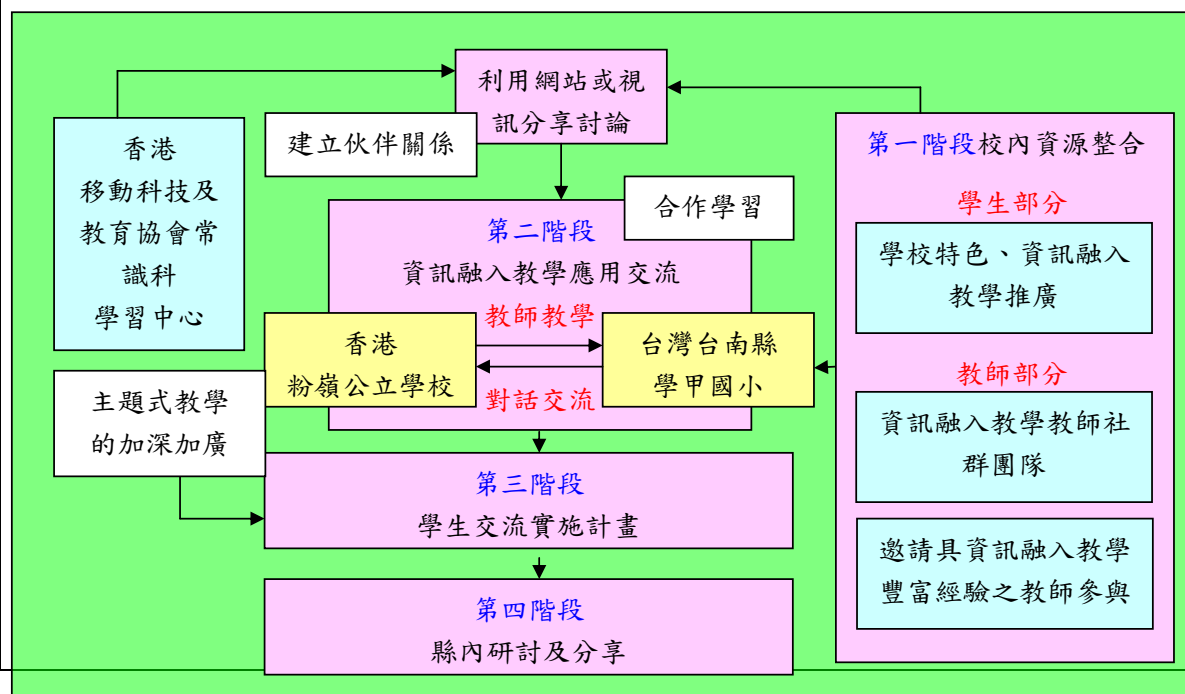 利用網站或視
訊分享討論
建立伙伴關係
香港
移動科技及
教育協會常
識科
學習中心
第一階段校內資源整合
學生部分
學校特色、資訊融入
教學推廣
教師部分
資訊融入教學教師社
群團隊
邀請具資訊融入教學
豐富經驗之教師參與
合作學習
第二階段
資訊融入教學應用交流
教師教學
香港
粉嶺公立學校
台灣台南縣
學甲國小
對話交流
主題式教學
的加深加廣
第三階段
學生交流實施計畫
第四階段
縣內研討及分享